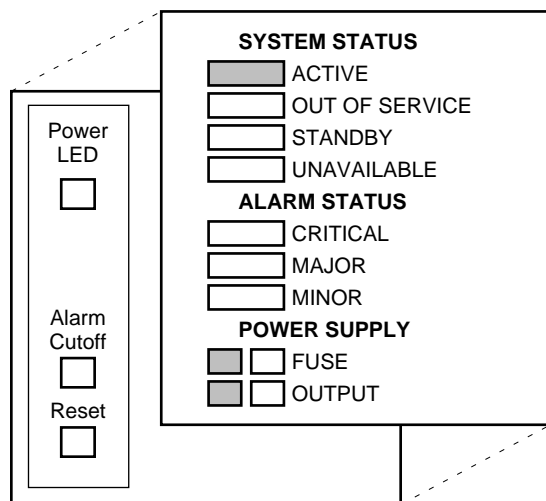 SYSTEM STATUS
ACTIVE
OUT OF SERVICE
STANDBY
UNAVAILABLE
ALARM STATUS
CRITICAL
MAJOR
MINOR
POWER SUPPLY
FUSE
OUTPUT
Power
LED
Alarm
Cutoff
Reset